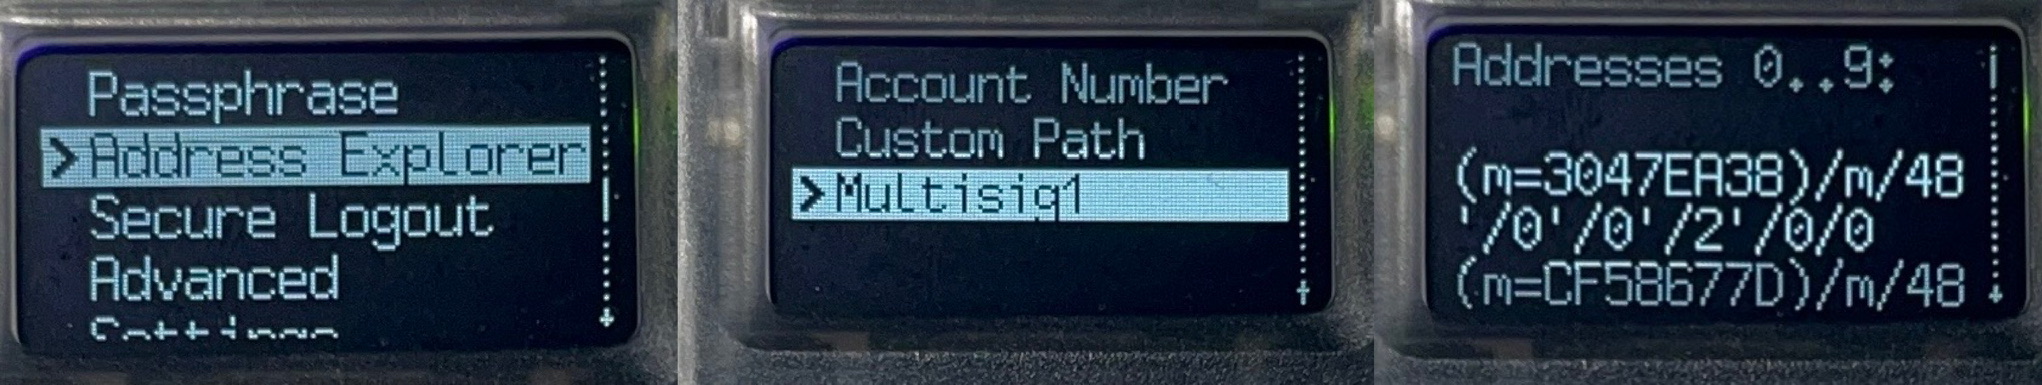 Passphrase
>Address Explorer
Secure Logout
Advanced
Account Number
Custom Path
>Multisig1
Addresses 0..9:
(m=3047EA38)/m/48
'/0'/0'/2'/0/0
(m=CF58677D)/m/48